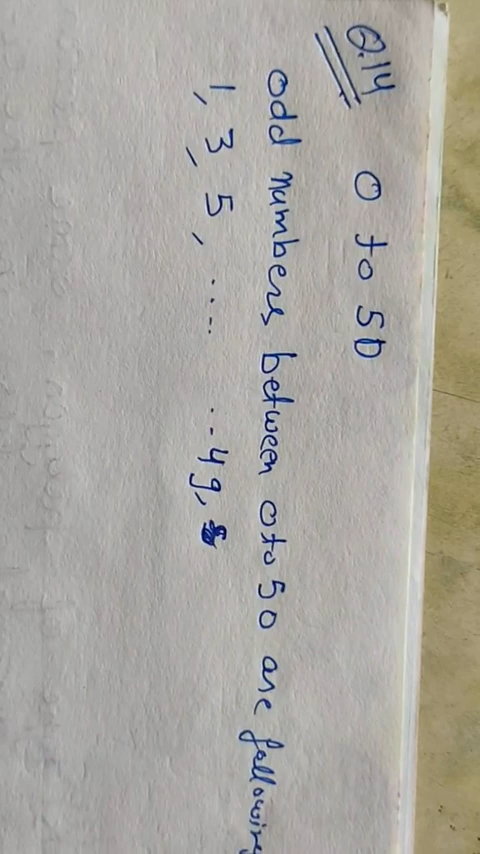 Q.14 0 to 50
odd numbers between 0 to 50 are following
1, 3, 5, .... ..49,